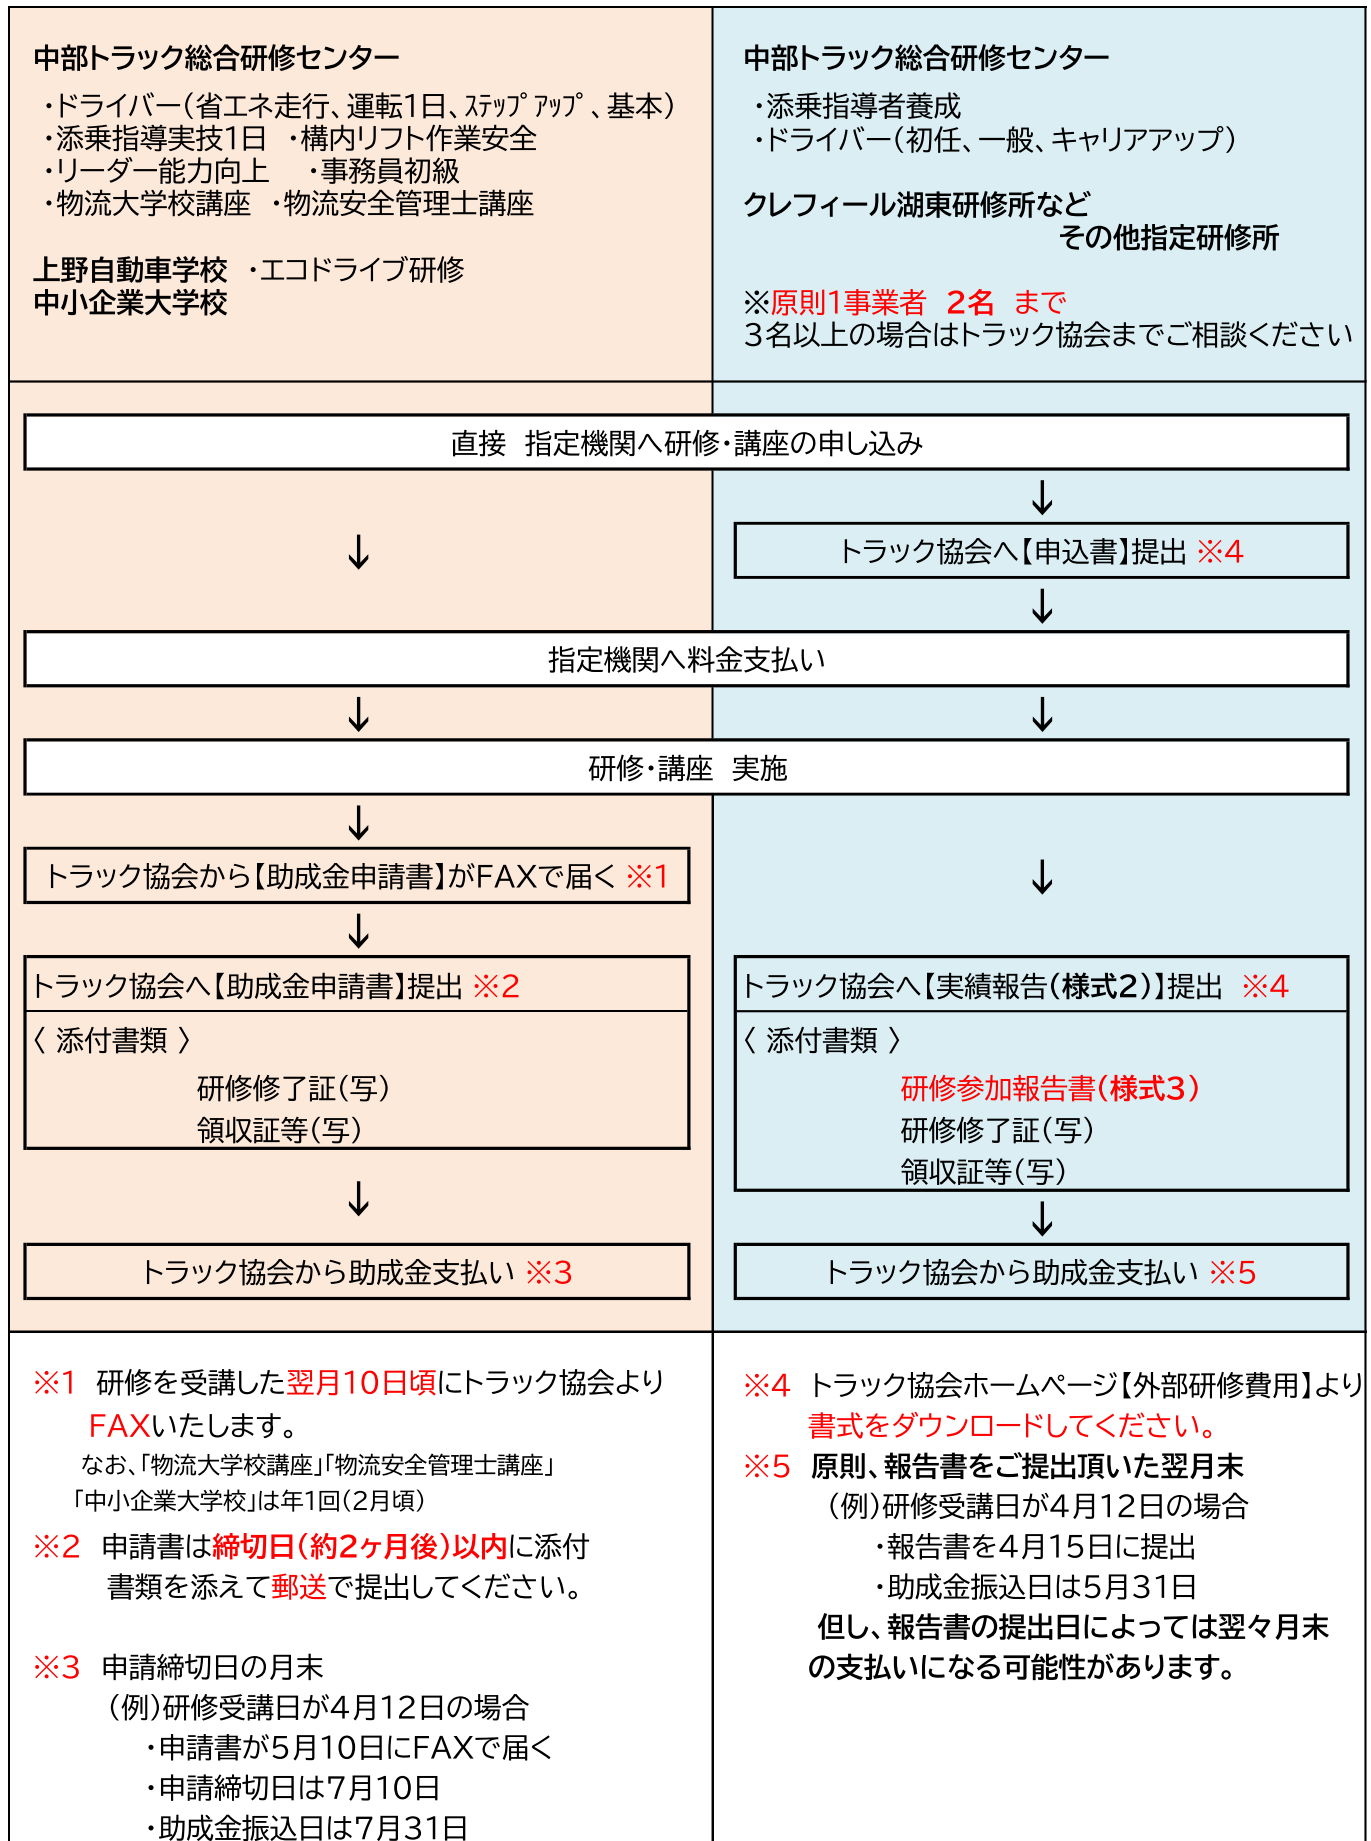 中部トラック総合研修センター
・ドライバー（省エネ走行、運転1日、ｽﾃｯﾌﾟｱｯﾌﾟ、基本）
・添乗指導実技1日　・構内リフト作業安全
・リーダー能力向上　・事務員初級
・物流大学校講座　・物流安全管理士講座
上野自動車学校　・エコドライブ研修
中小企業大学校
中部トラック総合研修センター
・添乗指導者養成
・ドライバー（初任、一般、キャリアアップ）
クレフィール湖東研修所など
その他指定研修所
※原則1事業者　2名　まで
３名以上の場合はトラック協会までご相談ください
直接　指定機関へ研修・講座の申し込み
↓
↓
トラック協会へ【申込書】提出 ※4
↓
指定機関へ料金支払い
↓　↓
研修・講座　実施
↓
トラック協会から【助成金申請書】がFAXで届く ※1
↓
↓
トラック協会へ【助成金申請書】提出 ※2
〈 添付書類 〉
研修修了証（写）
領収証等（写）
↓
トラック協会から助成金支払い ※3
トラック協会へ【実績報告（様式2）】提出　※4
〈 添付書類 〉
研修参加報告書（様式3）
研修修了証（写）
領収証等（写）
↓
トラック協会から助成金支払い ※5
※1　研修を受講した翌月10日頃にトラック協会より
FAXいたします。
なお、「物流大学校講座」「物流安全管理士講座」
「中小企業大学校」は年1回（2月頃）
※2　申請書は締切日（約2ヶ月後）以内に添付
書類を添えて郵送で提出してください。
※3　申請締切日の月末
（例）研修受講日が4月12日の場合
・申請書が5月10日にFAXで届く
・申請締切日は7月10日
・助成金振込日は7月31日
※4　トラック協会ホームページ【外部研修費用】より
書式をダウンロードしてください。
※5　原則、報告書をご提出頂いた翌月末
（例）研修受講日が4月12日の場合
・報告書を4月15日に提出
・助成金振込日は5月31日
但し、報告書の提出日によっては翌々月末
の支払いになる可能性があります。